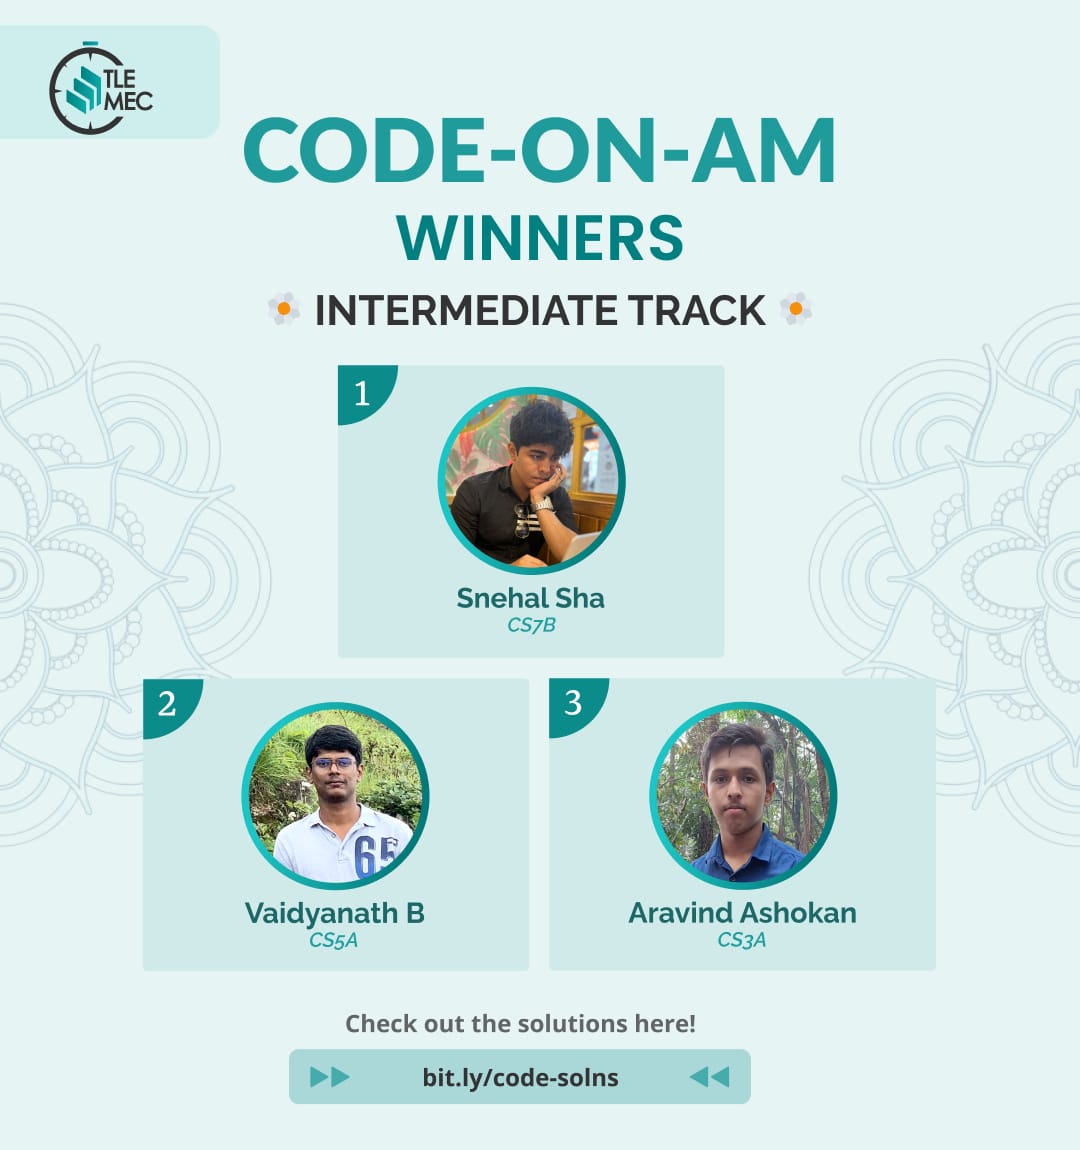 TLE
MEC
CODE-ON-AM
WINNERS
INTERMEDIATE TRACK
1
Snehal Sha
CS7B
2
Vaidyanath B
CS5A
65
3
Aravind Ashokan
CS3A
Check out the solutions here!
bit.ly/code-solns